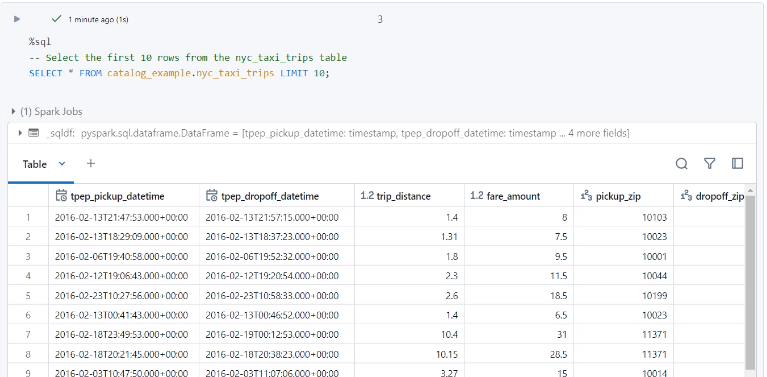 1 minute ago (1s)
3
%sql
-- Select the first 10 rows from the nyc_taxi_trips table
SELECT * FROM catalog_example.nyc_taxi_trips LIMIT 10;
(1) Spark Jobs
_sqldf: pyspark.sql.dataframe.DataFrame = [tpep_pickup_datetime: timestamp, tpep_dropoff_datetime: timestamp ... 4 more fields]
Table
tpep_pickup_datetime tpep_dropoff_datetime 1.2 trip_distance 1.2 fare_amount 123 pickup_zip 123 dropoff_zip
1 2016-02-13T21:47:53.000+00:00 2016-02-13T21:57:15.000+00:00 1.4 8 10103
2 2016-02-13T18:29:09.000+00:00 2016-02-13T18:37:23.000+00:00 1.31 7.5 10023
3 2016-02-06T19:40:58.000+00:00 2016-02-06T19:52:32.000+00:00 1.8 9.5 10001
4 2016-02-12T19:06:43.000+00:00 2016-02-12T19:20:54.000+00:00 2.3 11.5 10044
5 2016-02-23T10:27:56.000+00:00 2016-02-23T10:58:33.000+00:00 2.6 18.5 10199
6 2016-02-13T00:41:43.000+00:00 2016-02-13T00:46:52.000+00:00 1.4 6.5 10023
7 2016-02-18T23:49:53.000+00:00 2016-02-19T00:12:53.000+00:00 10.4 31 11371
8 2016-02-18T20:21:45.000+00:00 2016-02-18T20:38:23.000+00:00 10.15 28.5 11371
9 2016-02-03T10:47:50.000+00:00 2016-02-03T11:07:06.000+00:00 3.27 15 10014